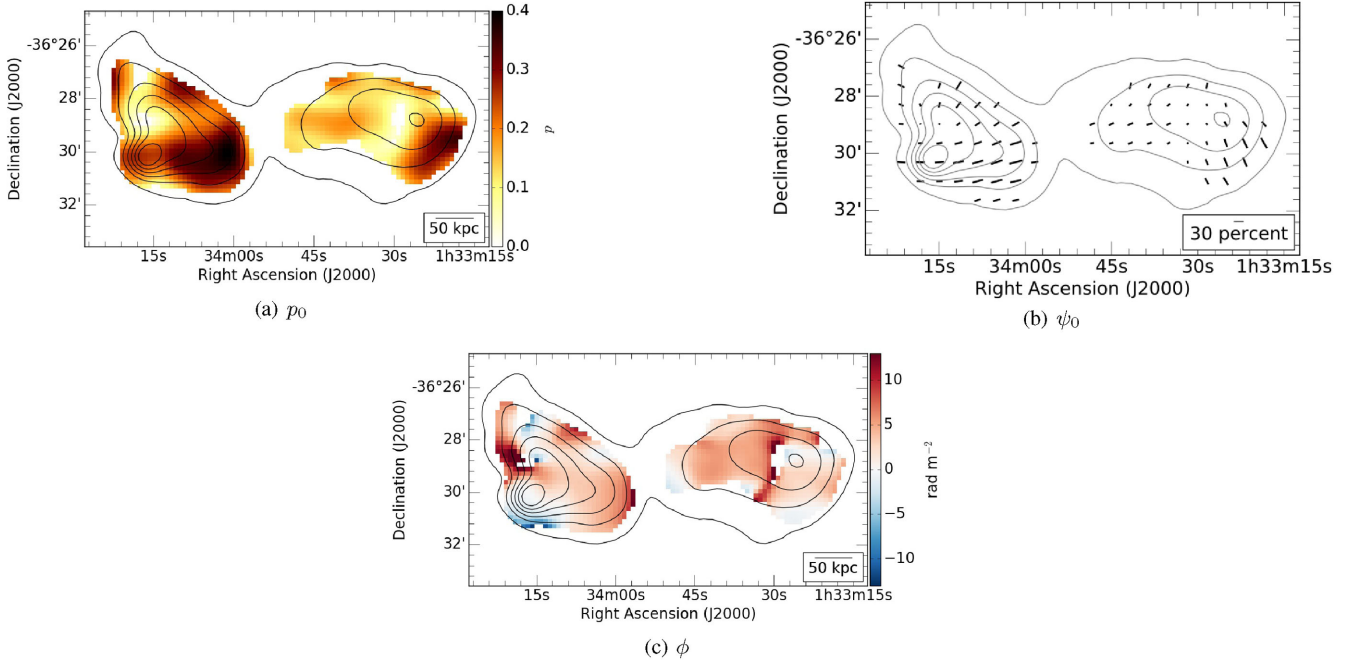 0.4
-36°26'
0.3
28'
0.2
p
30'
0.1
32'
50 kpc
0.0
15s 34m00s 45s 30s 1h33m15s
Right Ascension (J2000)
Declination (J2000)
(a) p₀
-36°26'
28'
30'
32'
30 percent
15s 34m00s 45s 30s 1h33m15s
Right Ascension (J2000)
Declination (J2000)
(b) ψ₀
-36°26'
10
28'
5
0
rad m⁻²
30'
−5
32'
−10
50 kpc
15s 34m00s 45s 30s 1h33m15s
Right Ascension (J2000)
Declination (J2000)
(c) ϕ